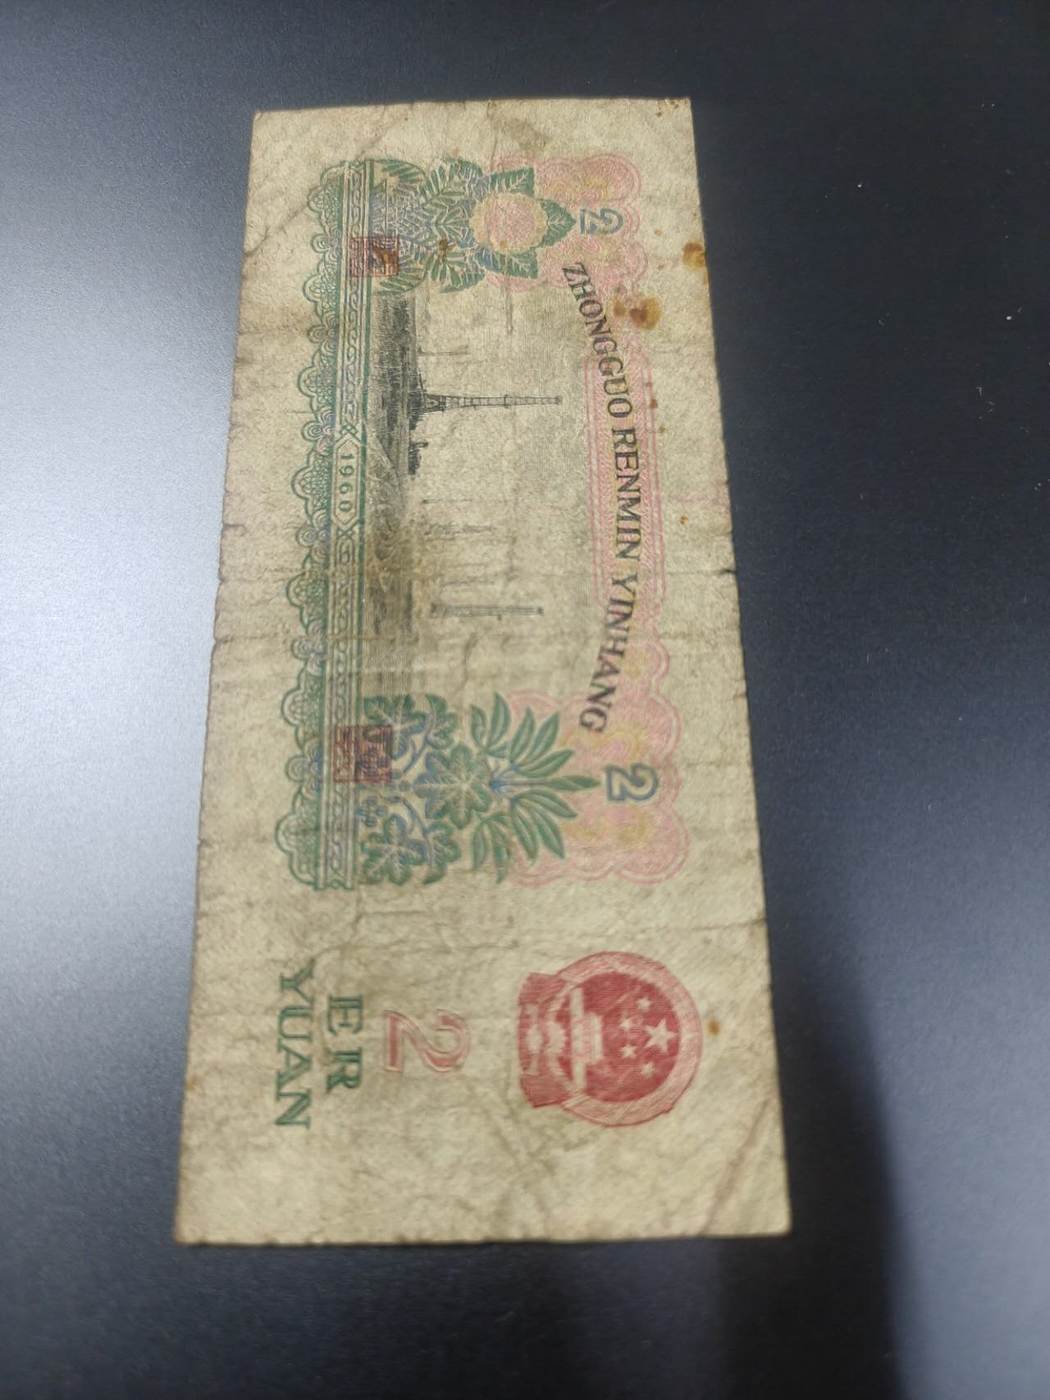 ZHONGGUO RENMIN YINHANG
2
2
1960
2
ER
YUAN